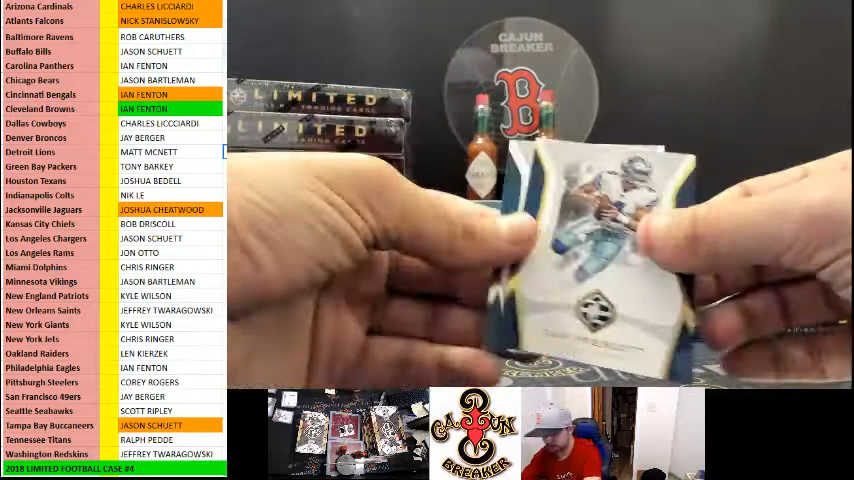 Arizona Cardinals CHARLES LICCIARDI
Atlants Falcons NICK STANISLOWSKY
Baltimore Ravens ROB CARUTHERS
Buffalo Bills JASON SCHUETT
Carolina Panthers IAN FENTON
Chicago Bears JASON BARTLEMAN
Cincinnati Bengals IAN FENTON
Cleveland Browns IAN FENTON
Dallas Cowboys CHARLES LICCCIARDI
Denver Broncos JAY BERGER
Detroit Lions MATT MCNETT
Green Bay Packers TONY BARKEY
Houston Texans JOSHUA BEDELL
Indianapolis Colts NIK LE
Jacksonville Jaguars JOSHUA CHEATWOOD
Kansas City Chiefs BOB DRISCOLL
Los Angeles Chargers JASON SCHUETT
Los Angeles Rams JON OTTO
Miami Dolphins CHRIS RINGER
Minnesota Vikings JASON BARTLEMAN
New England Patriots KYLE WILSON
New Orleans Saints JEFFREY TWARAGOWSKI
New York Giants KYLE WILSON
New York Jets CHRIS RINGER
Oakland Raiders LEN KIERZEK
Philadelphia Eagles IAN FENTON
Pittsburgh Steelers COREY ROGERS
San Francisco 49ers JAY BERGER
Seattle Seahawks SCOTT RIPLEY
Tampa Bay Buccaneers JASON SCHUETT
Tennessee Titans RALPH PEDDE
Washington Redskins JEFFREY TWARAGOWSKI
2018 LIMITED FOOTBALL CASE #4
CAJUN
BREAKER
B
LIMITED
TRADING CARDS
LIMITED
CAJUN
BREAKER